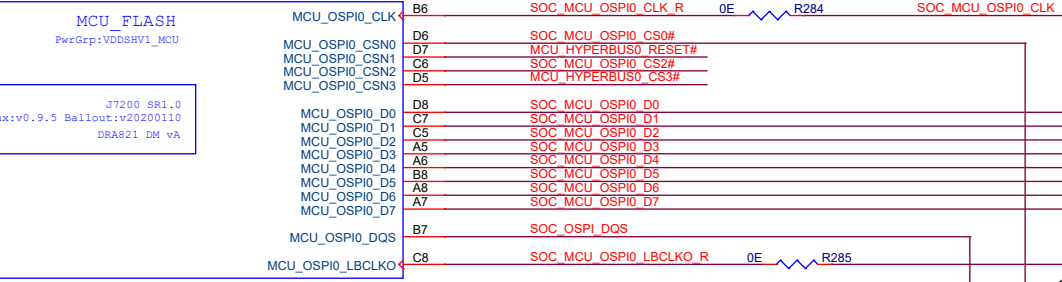 MCU_FLASH
PwrGrp:VDDSHV1_MCU
MCU_OSPI0_CLK B6 SOC_MCU_OSPI0_CLK_R 0E R284 SOC_MCU_OSPI0_CLK
MCU_OSPI0_CSN0 D6 SOC_MCU_OSPI0_CS0#
MCU_OSPI0_CSN1 D7 MCU_HYPERBUS0_RESET#
MCU_OSPI0_CSN2 C6 SOC_MCU_OSPI0_CS2#
MCU_OSPI0_CSN3 D5 MCU_HYPERBUS0_CS3#
J7200 SR1.0
ux:v0.9.5 Ballout:v20200110
DRA821 DM vA
MCU_OSPI0_D0 D8 SOC_MCU_OSPI0_D0
MCU_OSPI0_D1 C7 SOC_MCU_OSPI0_D1
MCU_OSPI0_D2 C5 SOC_MCU_OSPI0_D2
MCU_OSPI0_D3 A5 SOC_MCU_OSPI0_D3
MCU_OSPI0_D4 A6 SOC_MCU_OSPI0_D4
MCU_OSPI0_D5 B8 SOC_MCU_OSPI0_D5
MCU_OSPI0_D6 A8 SOC_MCU_OSPI0_D6
MCU_OSPI0_D7 A7 SOC_MCU_OSPI0_D7
MCU_OSPI0_DQS B7 SOC_OSPI_DQS
MCU_OSPI0_LBCLKO C8 SOC_MCU_OSPI0_LBCLKO_R 0E R285